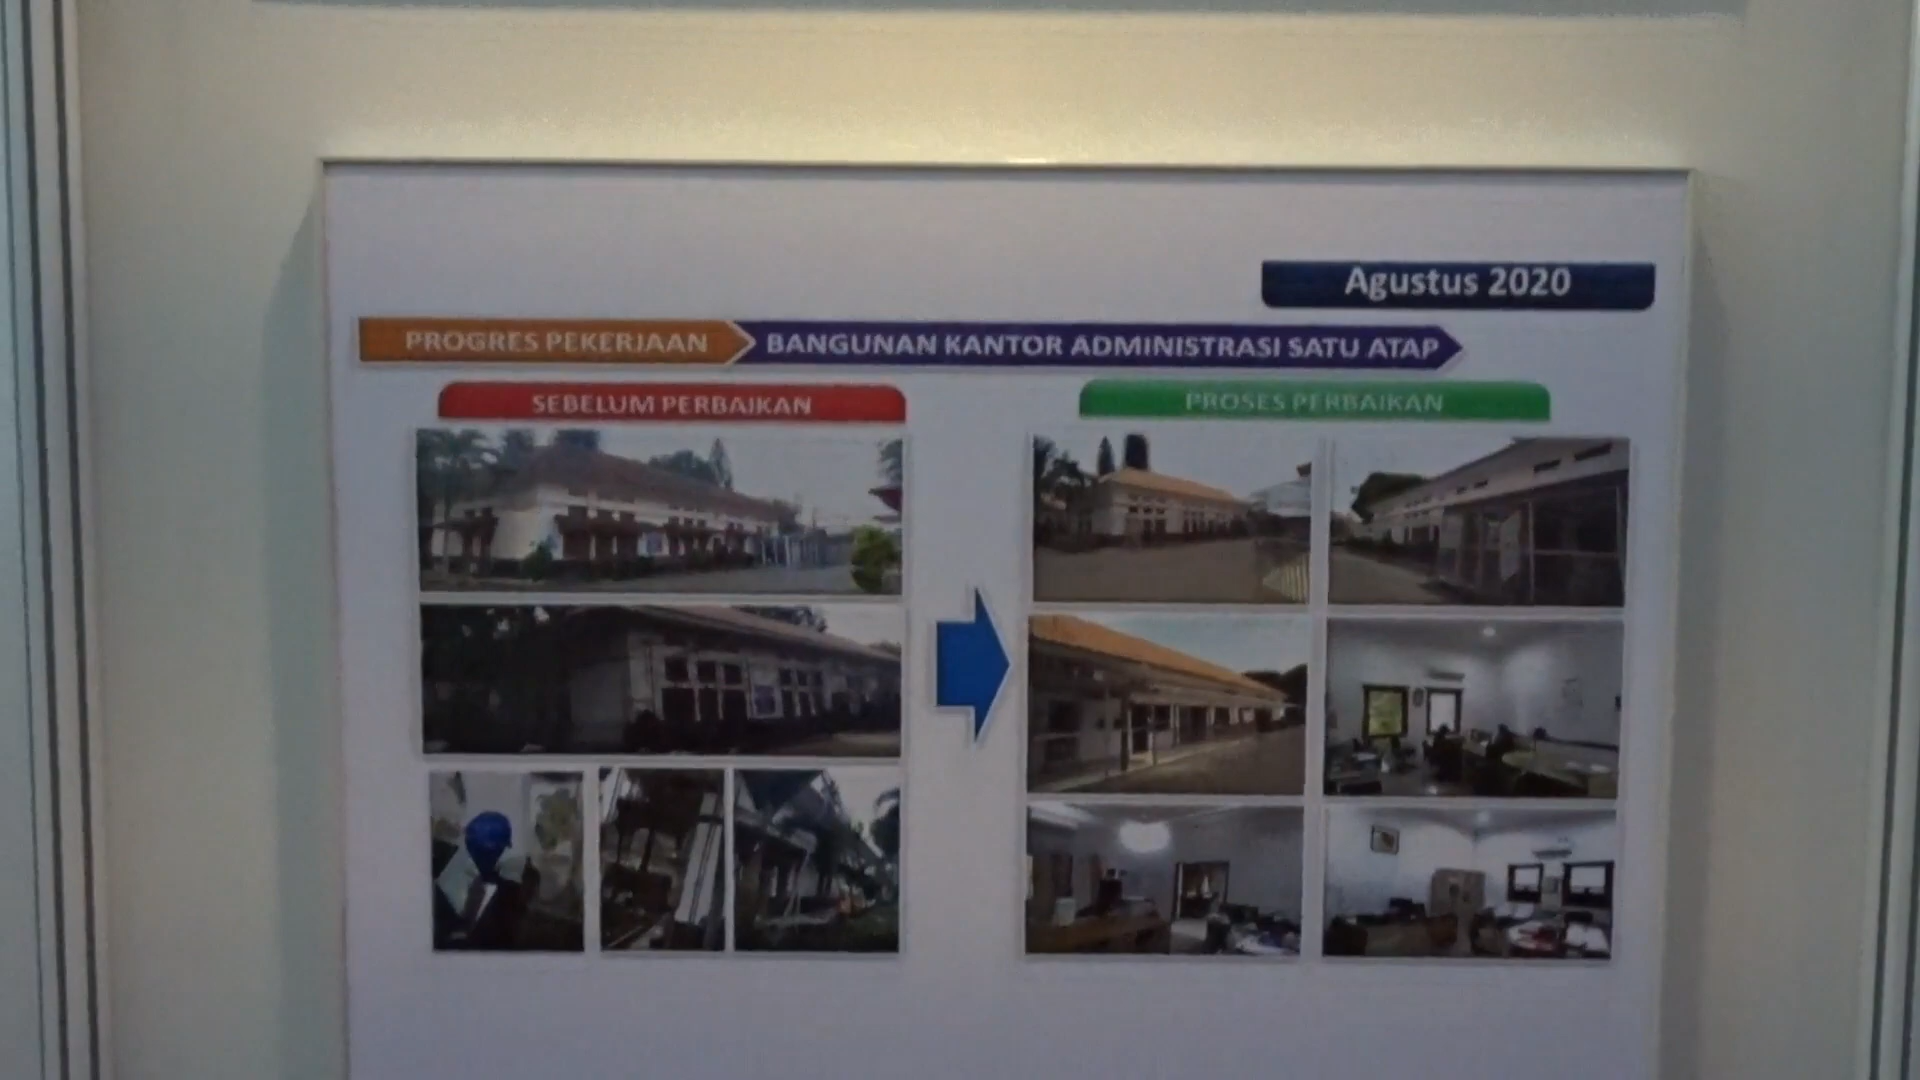 Agustus 2020
PROGRES PEKERJAAN BANGUNAN KANTOR ADMINISTRASI SATU ATAP
SEBELUM PERBAIKAN
PROSES PERBAIKAN